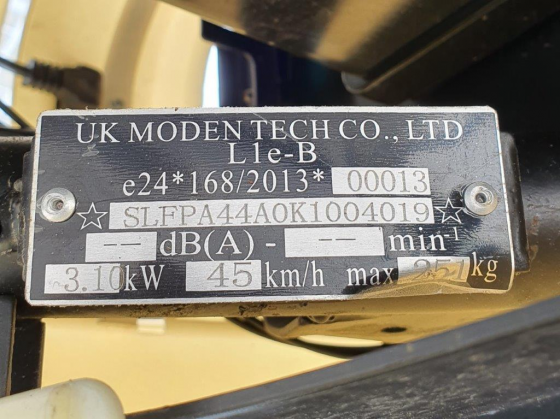 UK MODEN TECH CO., LTD
L1e-B
e24*168/2013* 00013
☆ SLFPA44A0K1004019 ☆
-- dB(A) - -- min⁻¹
3.10kW 45 km/h max 257kg